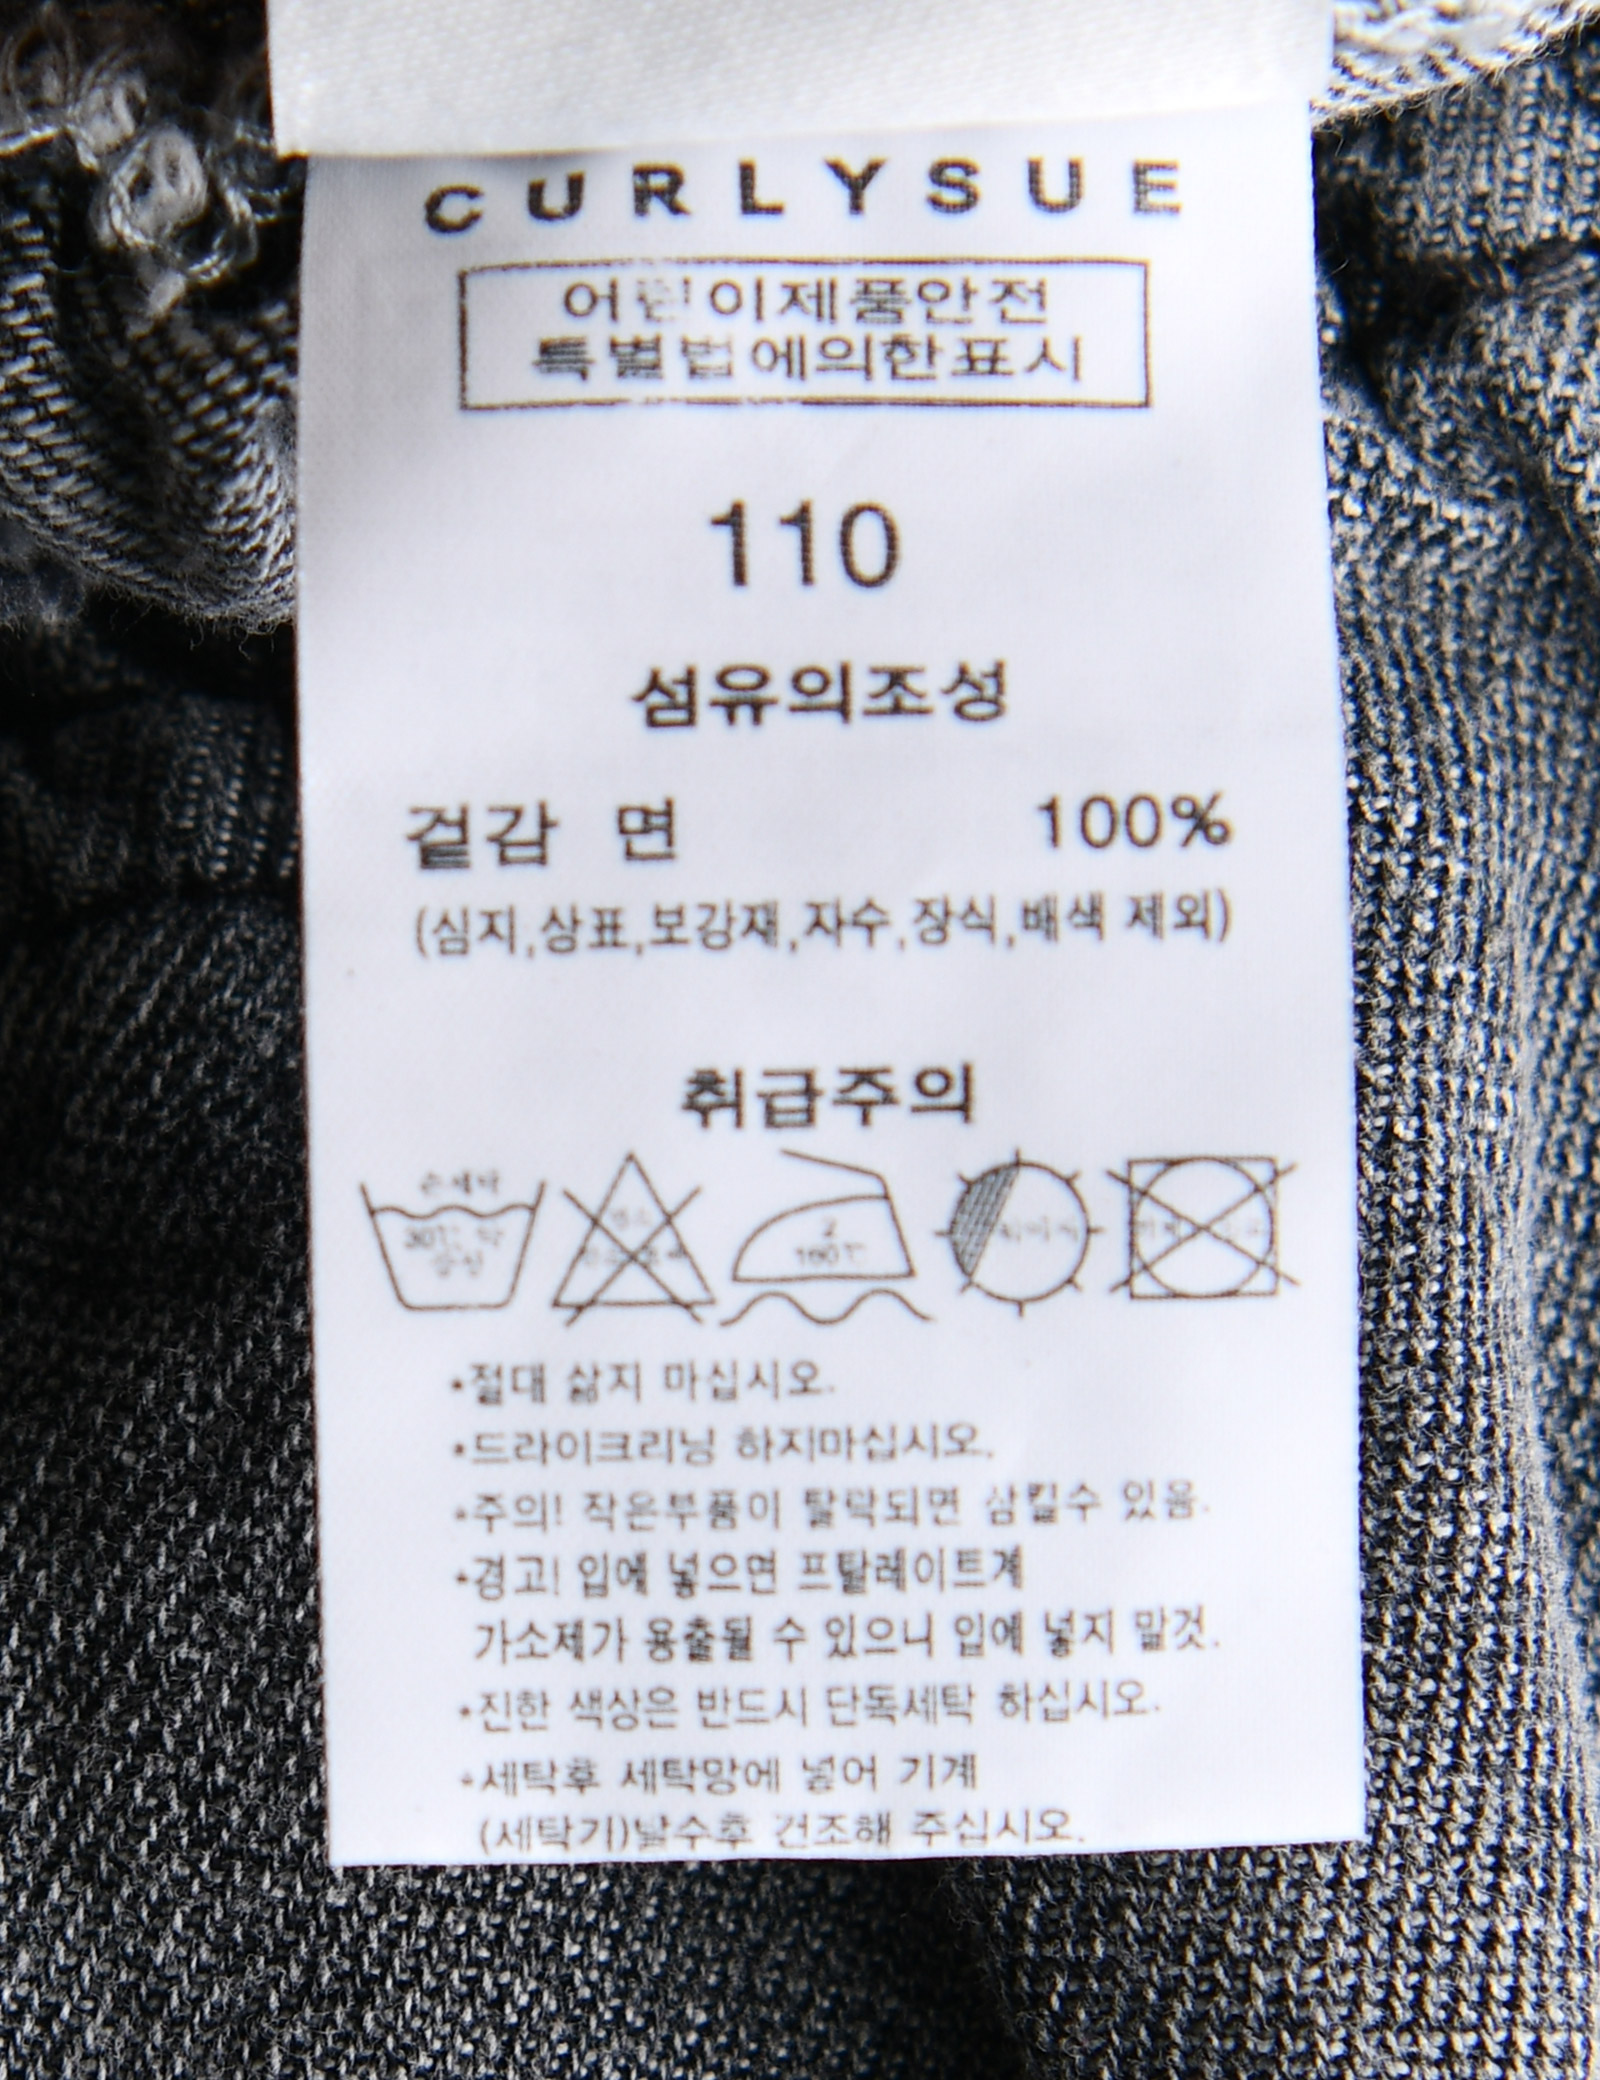 CURLYSUE
어린이제품안전
특별법에의한표시
110
섬유의조성
겉감 면 100%
(심지,상표,보강재,자수,장식,배색 제외)
취급주의
손세탁
2
•절대 삶지 마십시오.
•드라이크리닝 하지마십시오.
•주의! 작은부품이 탈락되면 삼킬수 있음.
•경고! 입에 넣으면 프탈레이트계
가소제가 용출될 수 있으니 입에 넣지 말것.
•진한 색상은 반드시 단독세탁 하십시오.
•세탁후 세탁망에 넣어 기계
(세탁기)탈수후 건조해 주십시오.